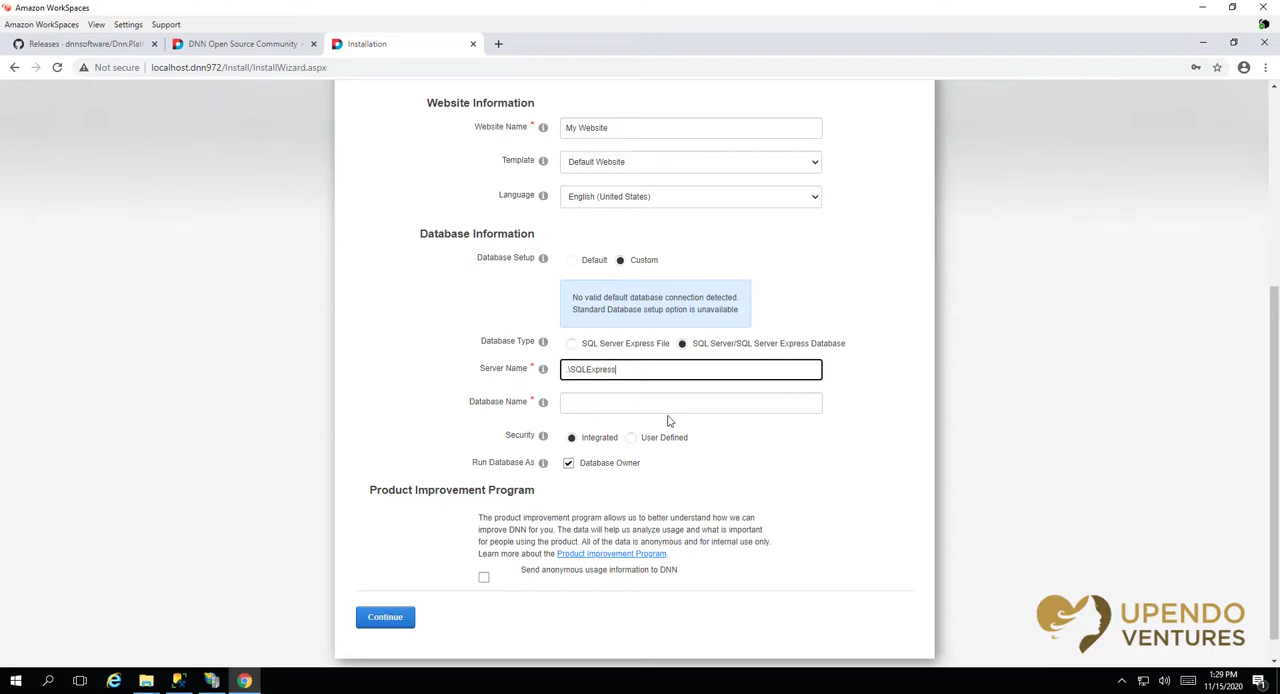 Amazon WorkSpaces
Amazon WorkSpaces View Settings Support
Releases - dnnsoftware/Dnn.Platf
DNN Open Source Community
Installation
Not secure localhost.dnn972/Install/InstallWizard.aspx
Website Information
Website Name * My Website
Template Default Website
Language English (United States)
Database Information
Database Setup Default Custom
No valid default database connection detected.
Standard Database setup option is unavailable
Database Type SQL Server Express File SQL Server/SQL Server Express Database
Server Name * .\SQLExpress
Database Name *
Security Integrated User Defined
Run Database As Database Owner
Product Improvement Program
The product improvement program allows us to better understand how we can
improve DNN for you. The data will help us analyze usage and what is important
for people using the product. All of the data is anonymous and for internal use only.
Learn more about the Product Improvement Program.
Send anonymous usage information to DNN
Continue
UPENDO
VENTURES
1:29 PM
11/15/2020
1